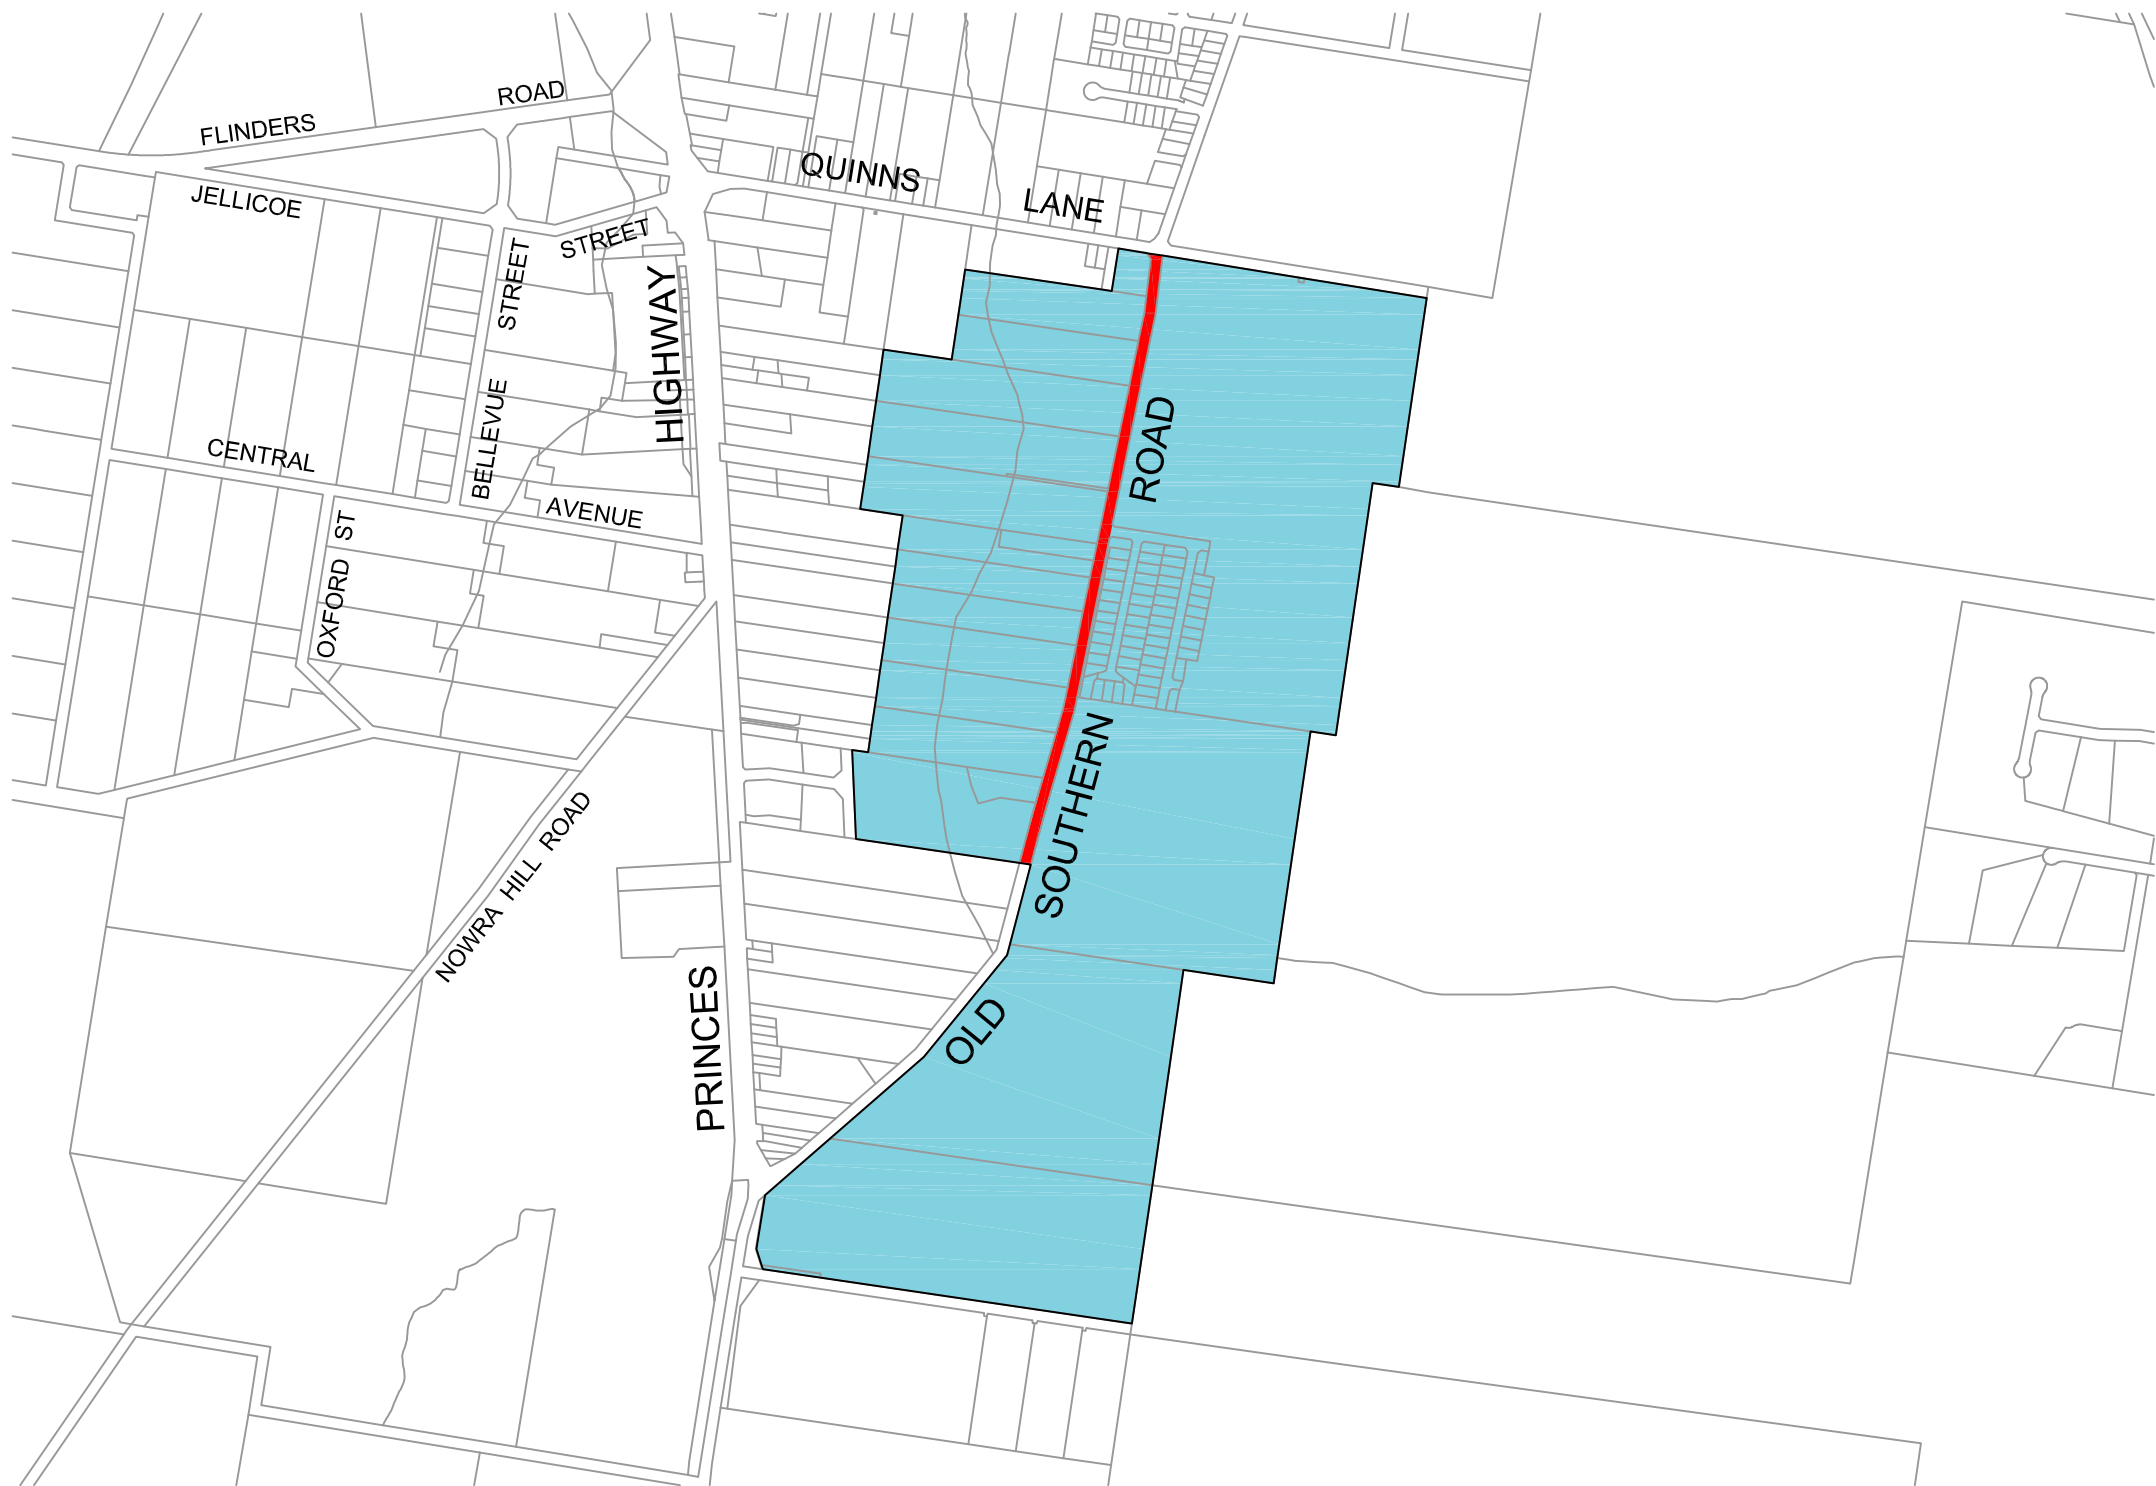 FLINDERS ROAD
QUINNS LANE
JELLICOE STREET
HIGHWAY
BELLEVUE STREET
ROAD
CENTRAL AVENUE
OXFORD ST
SOUTHERN
NOWRA HILL ROAD
PRINCES
OLD